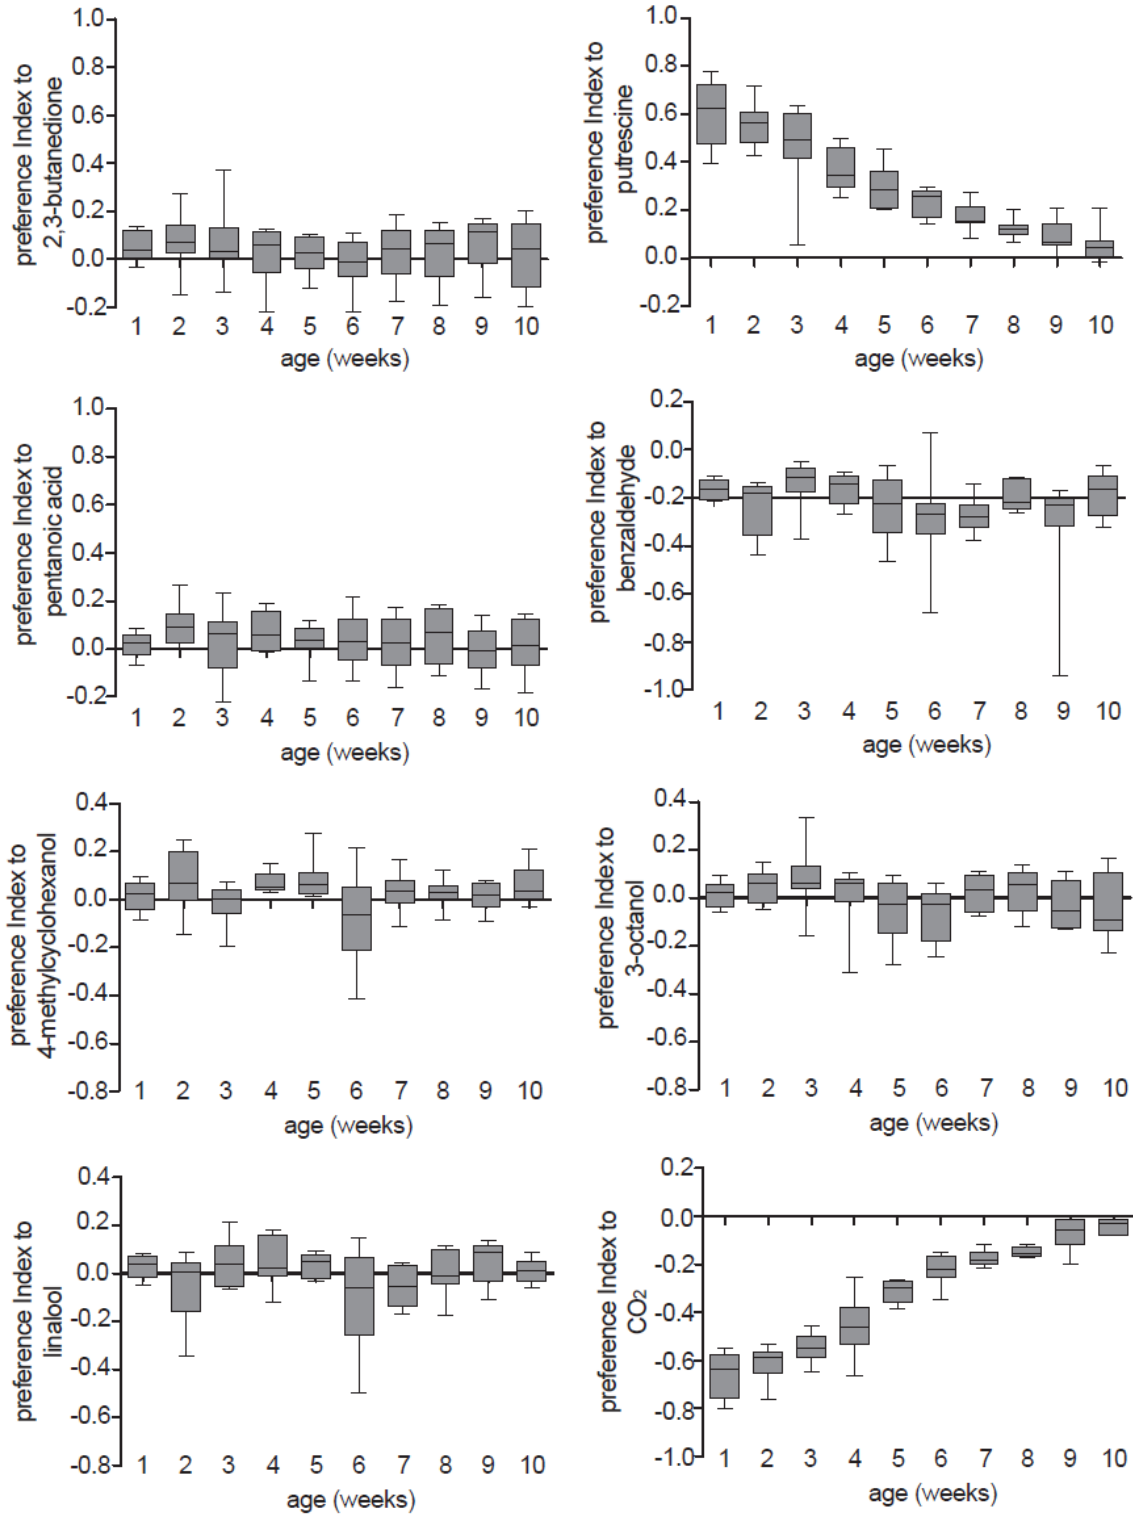 preference Index to
2,3-butanedione
1.0
0.8
0.6
0.4
0.2
0.0
-0.2
1 2 3 4 5 6 7 8 9 10
age (weeks)
preference Index to
putrescine
1.0
0.8
0.6
0.4
0.2
0.0
-0.2
1 2 3 4 5 6 7 8 9 10
age (weeks)
preference Index to
pentanoic acid
1.0
0.8
0.6
0.4
0.2
0.0
-0.2
1 2 3 4 5 6 7 8 9 10
age (weeks)
preference Index to
benzaldehyde
0.2
0.0
-0.2
-0.4
-0.6
-0.8
-1.0
1 2 3 4 5 6 7 8 9 10
age (weeks)
preference Index to
4-methylcyclohexanol
0.4
0.2
0.0
-0.2
-0.4
-0.6
-0.8
1 2 3 4 5 6 7 8 9 10
age (weeks)
preference Index to
3-octanol
0.4
0.2
0.0
-0.2
-0.4
-0.6
-0.8
1 2 3 4 5 6 7 8 9 10
age (weeks)
preference Index to
linalool
0.4
0.2
0.0
-0.2
-0.4
-0.6
-0.8
1 2 3 4 5 6 7 8 9 10
age (weeks)
preference Index to
CO₂
0.2
0.0
-0.2
-0.4
-0.6
-0.8
-1.0
1 2 3 4 5 6 7 8 9 10
age (weeks)